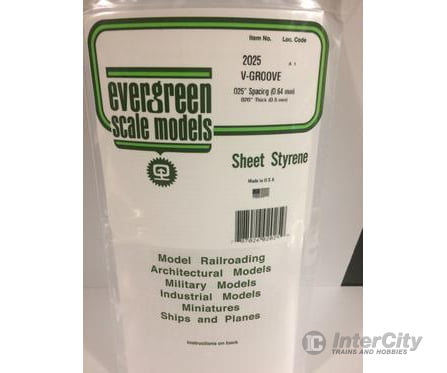 Item No. Loc. Code
2025 A 1
V-GROOVE
.025" Spacing (0.64 mm)
.020" Thick (0.5 mm)
evergreen
scale models
Sheet Styrene
Made in U S A
Model Railroading
Architectural Models
Military Models
Industrial Models
Miniatures
Ships and Planes
Instructions on back
InterCity
TRAINS AND HOBBIES